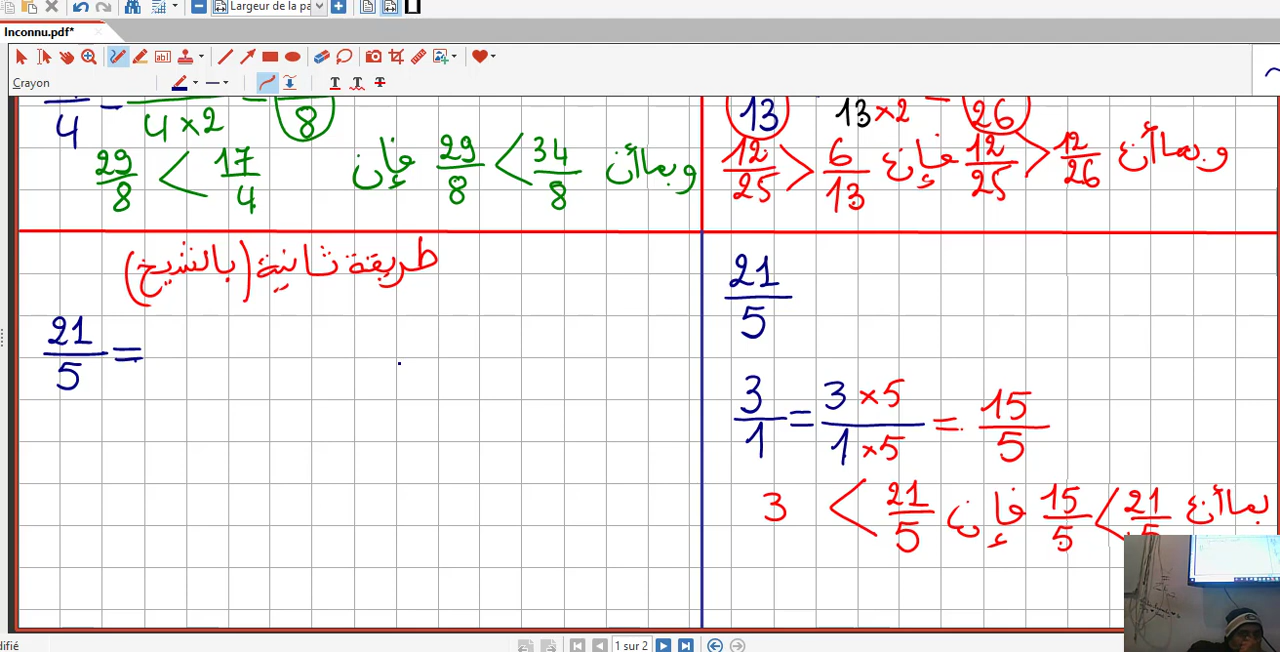 Largeur de la pa
Inconnu.pdf*
Crayon
4 = 4 × 2 = 8
وبما أن 34/8 > 29/8 فإن 17/4 > 29/8
13 = 13 × 2 = 26
وبما أن 12/26 < 12/25 فإن 6/13 < 12/25
طريقة ثانية (بالنشيخ)
21/5 =
21/5
3/1 = 3 × 5 / 1 × 5 = 15/5
بما أن 21/5 > 15/5 فإن 21/5 > 3
difié
1 sur 2